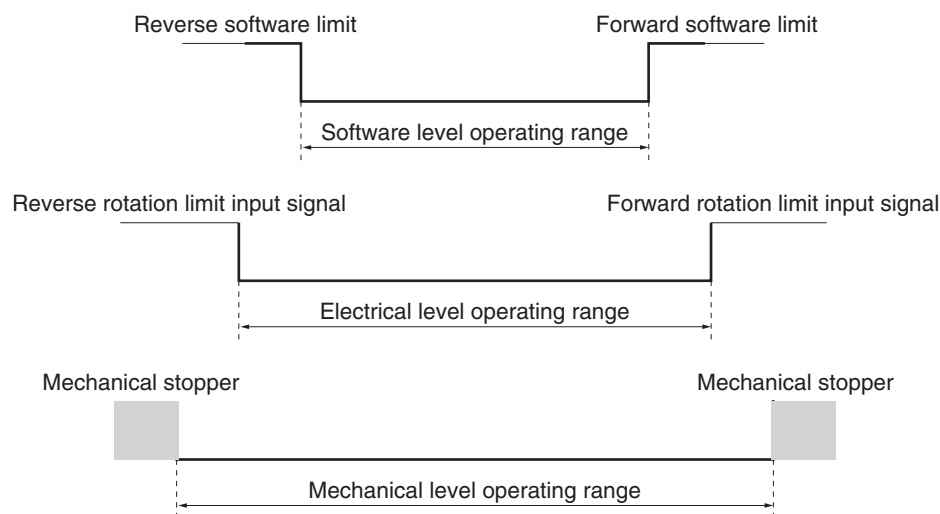 Reverse software limit
Forward software limit
Software level operating range
Reverse rotation limit input signal
Forward rotation limit input signal
Electrical level operating range
Mechanical stopper
Mechanical stopper
Mechanical level operating range